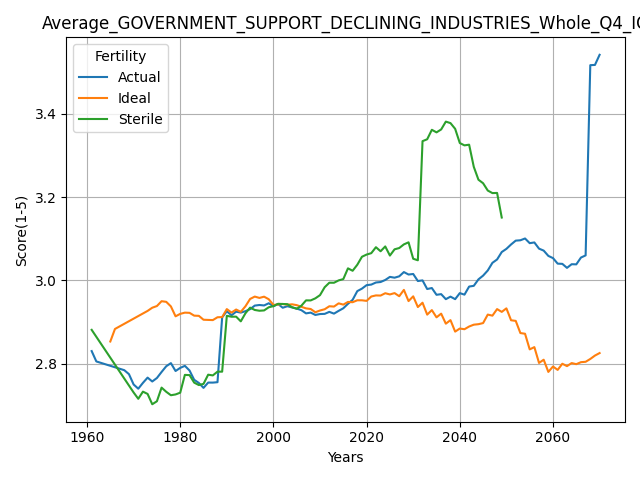 Average_GOVERNMENT_SUPPORT_DECLINING_INDUSTRIES_Whole_Q4_IC
Fertility
Actual
Ideal
Sterile
Score(1-5)
3.4
3.2
3.0
2.8
1960 1980 2000 2020 2040 2060
Years